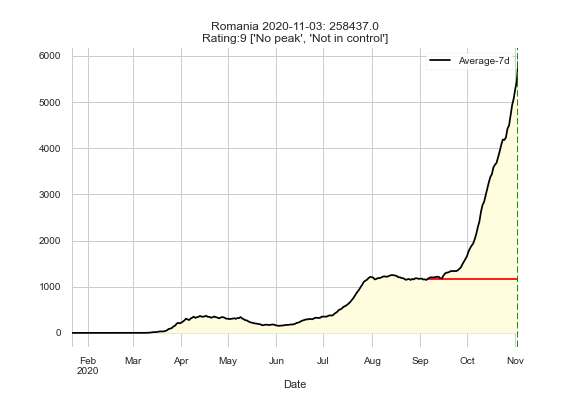 Romania 2020-11-03: 258437.0
Rating:9 ['No peak', 'Not in control']
Average-7d
6000
5000
4000
3000
2000
1000
0
Feb Mar Apr May Jun Jul Aug Sep Oct Nov
2020
Date